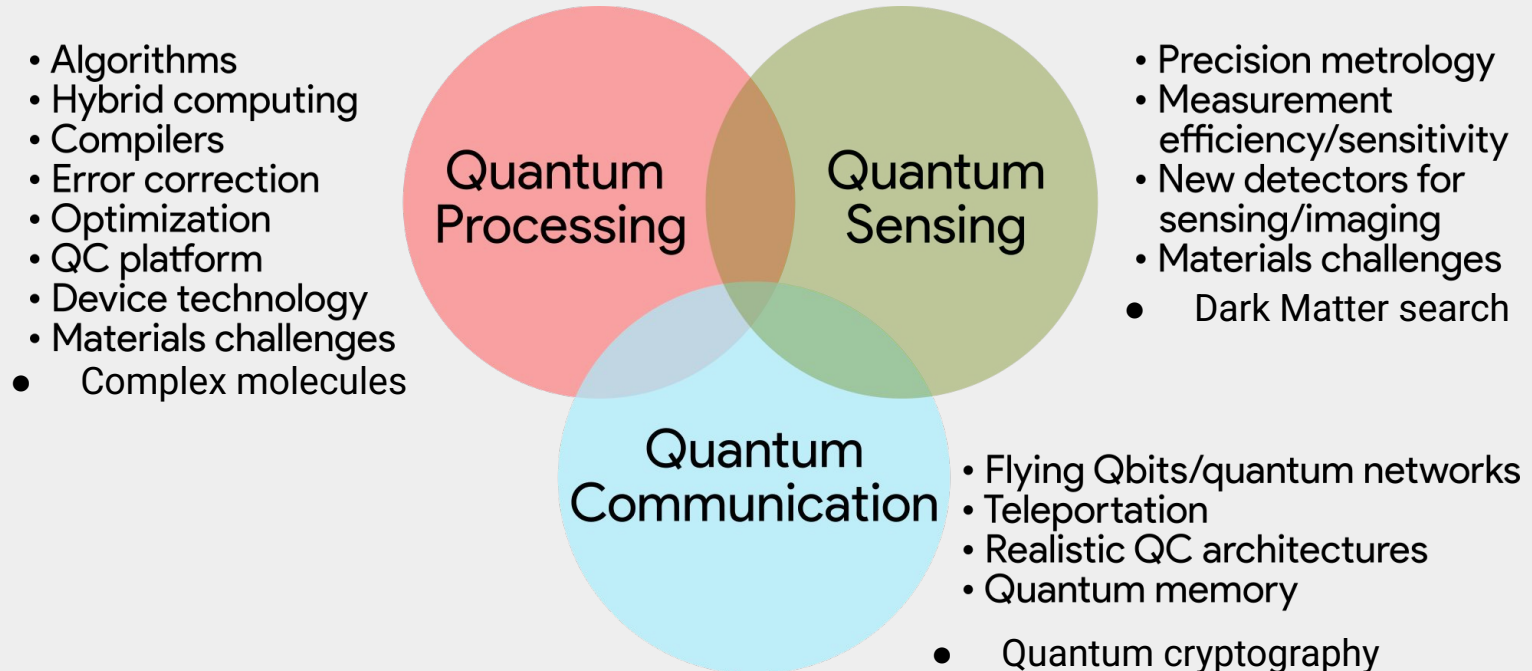 • Algorithms
• Hybrid computing
• Compilers
• Error correction
• Optimization
• QC platform
• Device technology
• Materials challenges
● Complex molecules
Quantum
Processing
Quantum
Sensing
• Precision metrology
• Measurement
efficiency/sensitivity
• New detectors for
sensing/imaging
• Materials challenges
● Dark Matter search
Quantum
Communication
• Flying Qbits/quantum networks
• Teleportation
• Realistic QC architectures
• Quantum memory
● Quantum cryptography